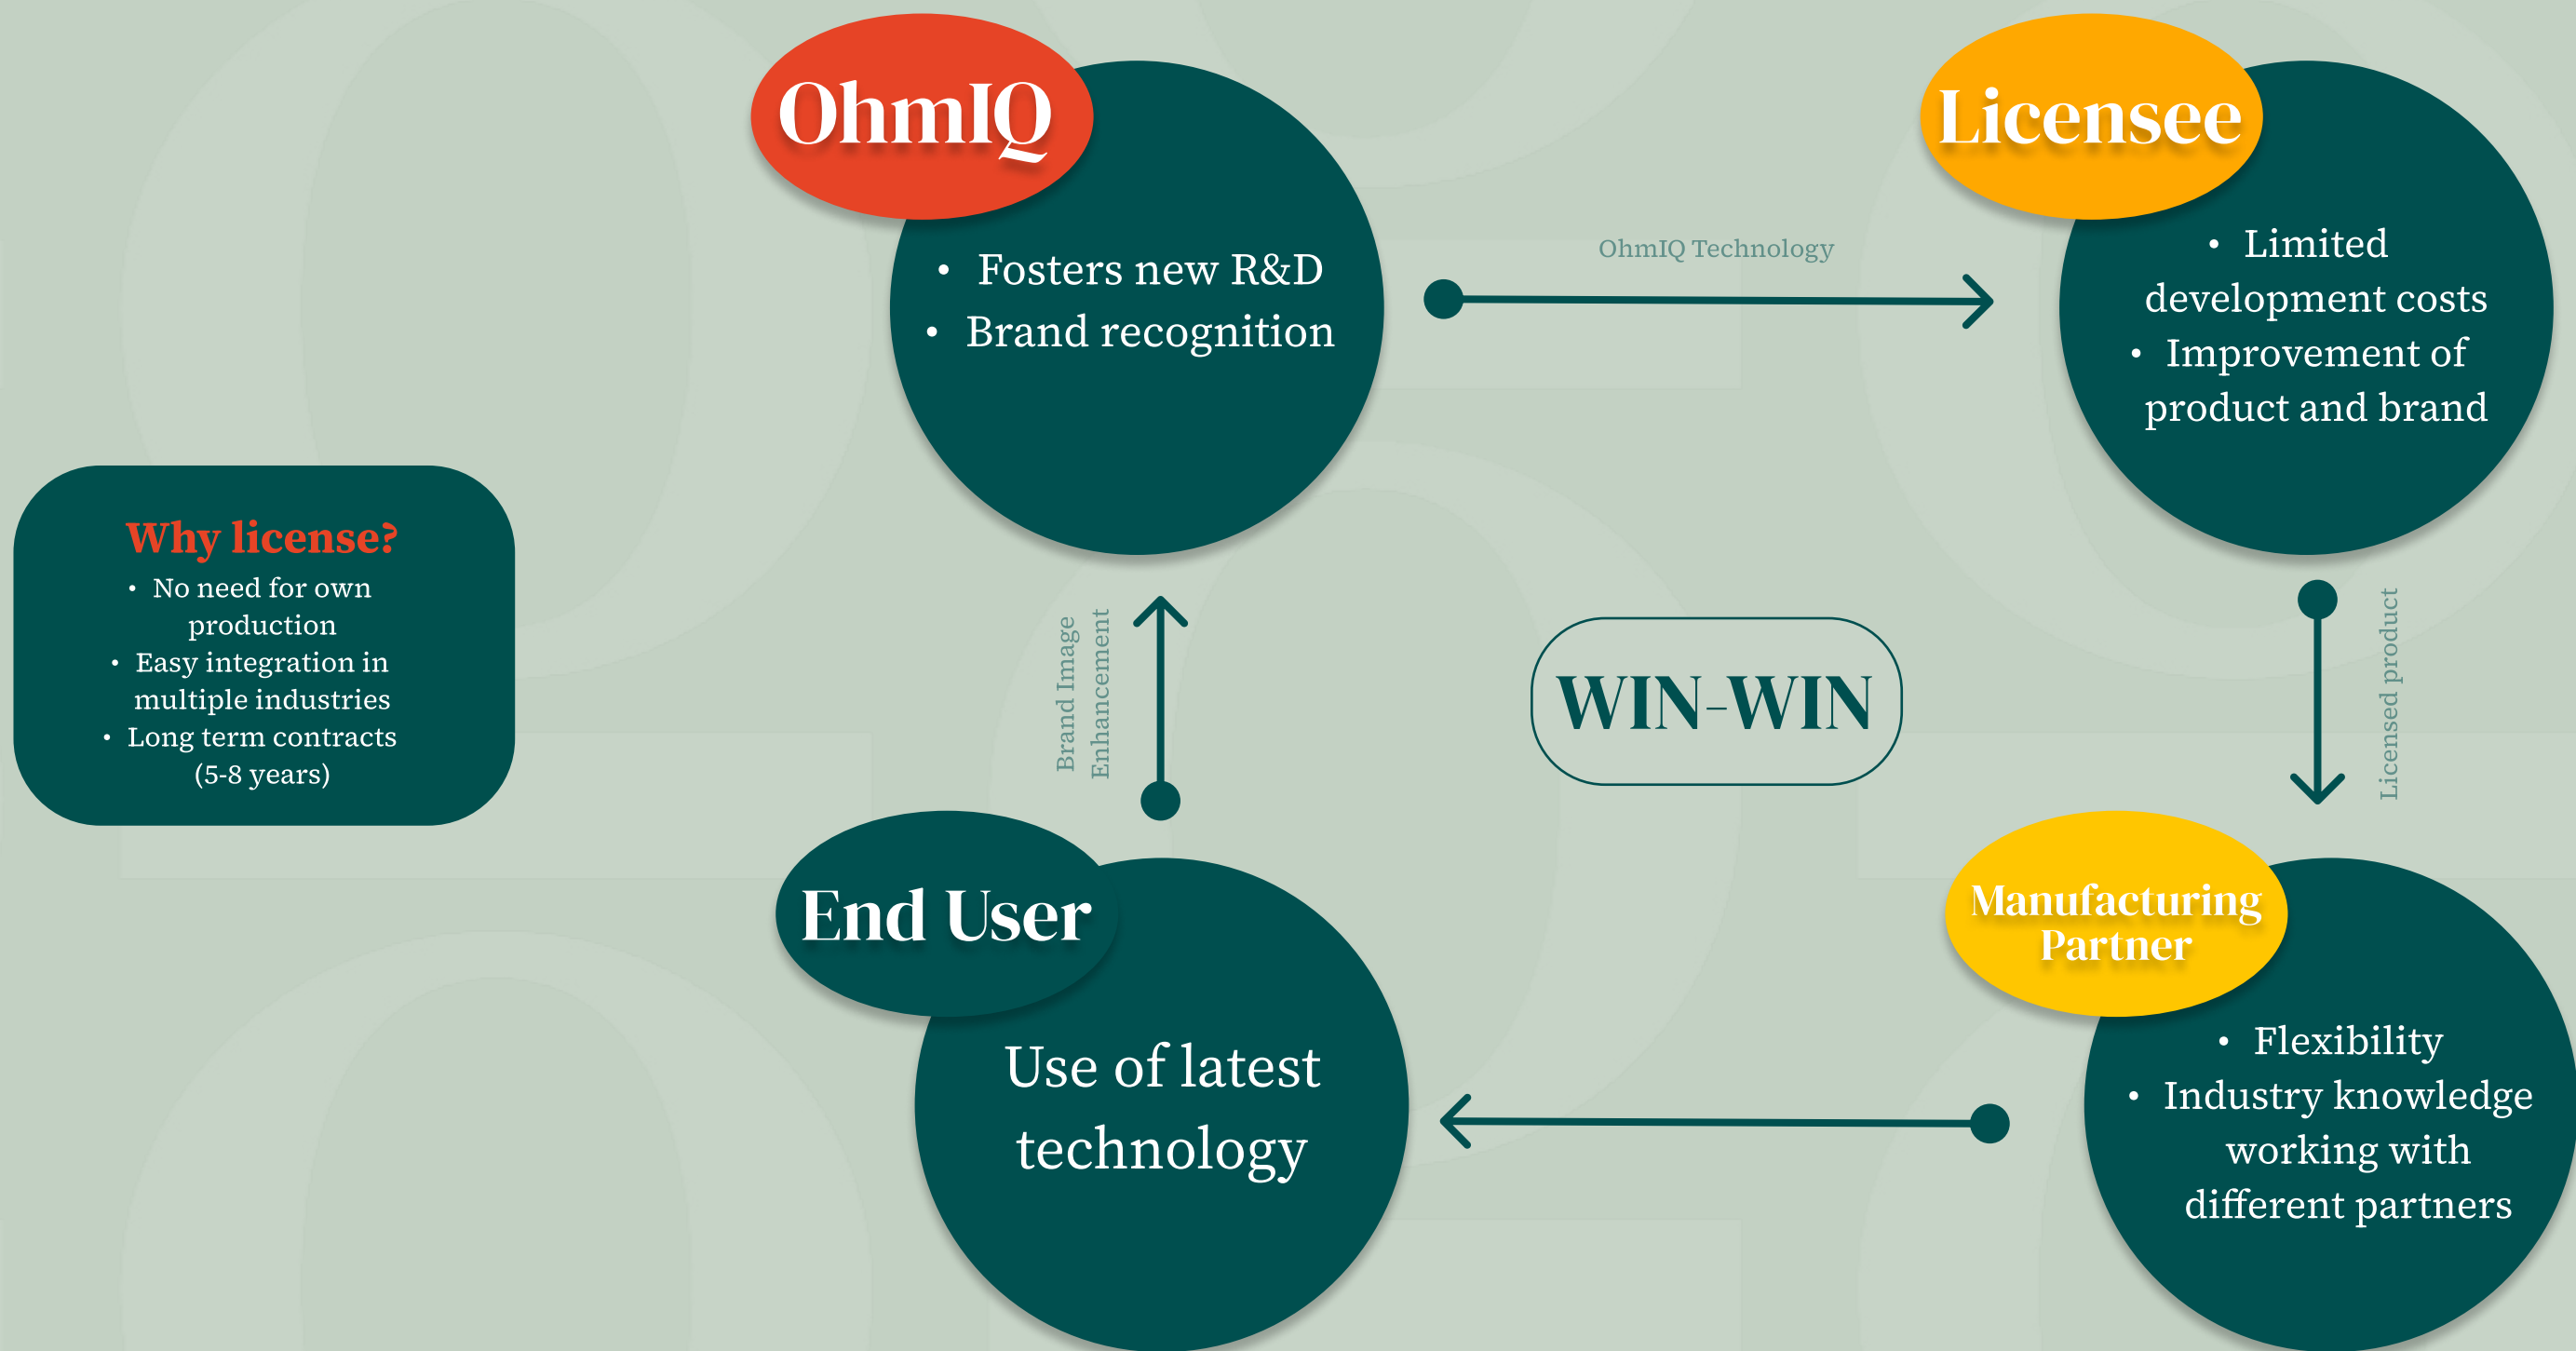 OhmIQ
• Fosters new R&D
• Brand recognition
OhmIQ Technology
Licensee
• Limited
development costs
• Improvement of
product and brand
Why license?
• No need for own
production
• Easy integration in
multiple industries
• Long term contracts
(5-8 years)
Brand Image
Enhancement
WIN-WIN
Licensed product
End User
Use of latest
technology
Manufacturing
Partner
• Flexibility
• Industry knowledge
working with
different partners